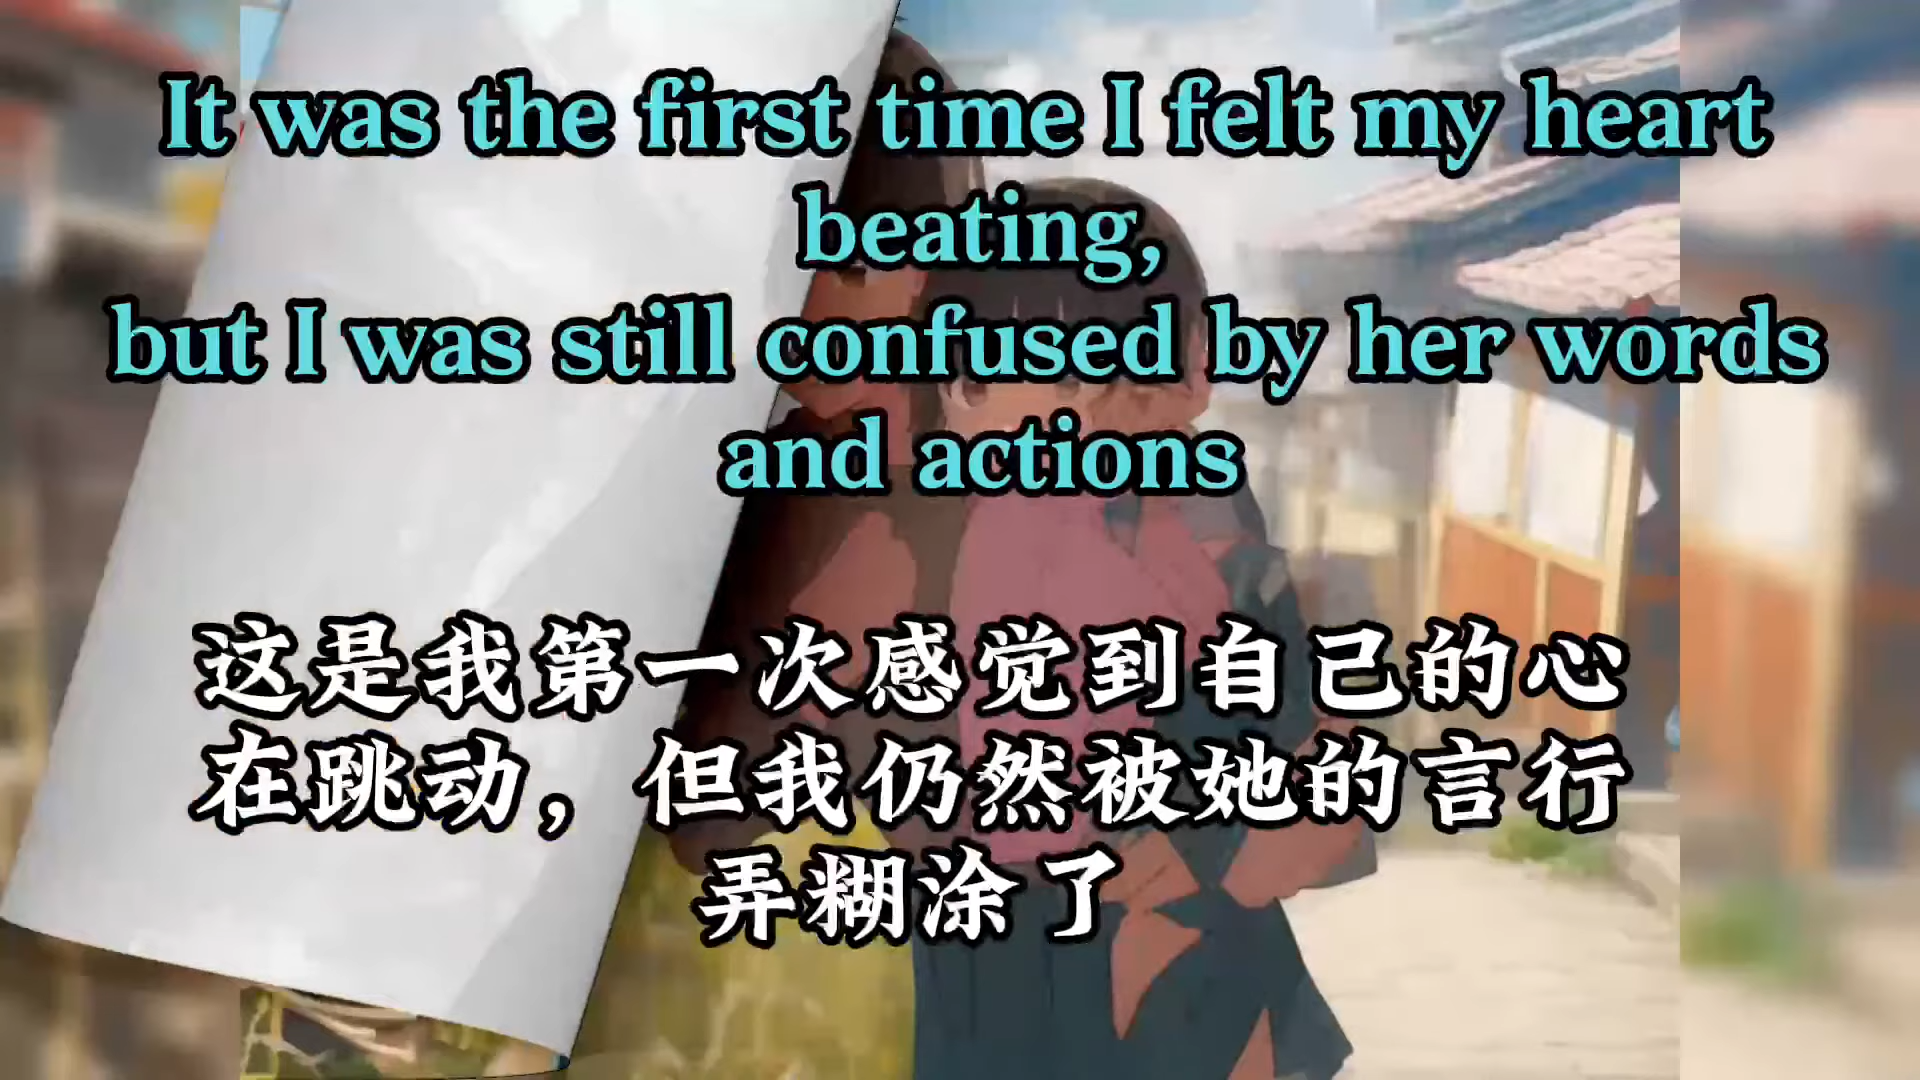 It was the first time I felt my heart
beating,
but I was still confused by her words
and actions
这是我第一次感觉到自己的心
在跳动，但我仍然被她的言行
弄糊涂了